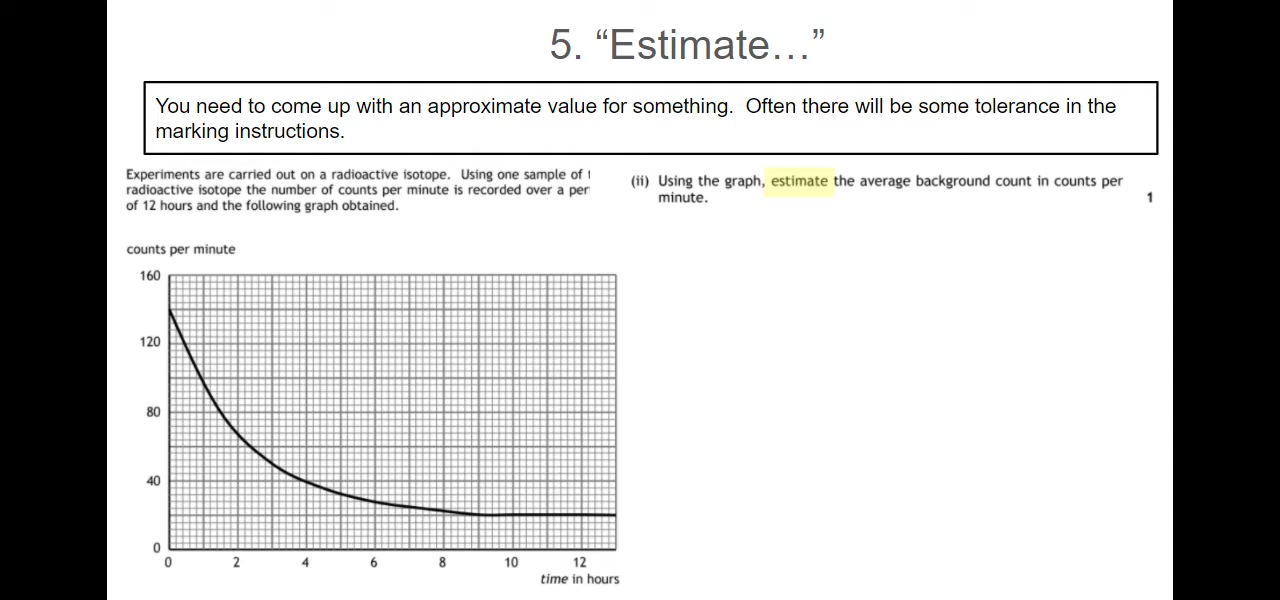 5. “Estimate…”
You need to come up with an approximate value for something.  Often there will be some tolerance in the
marking instructions.
Experiments are carried out on a radioactive isotope.  Using one sample of
radioactive isotope the number of counts per minute is recorded over a per
of 12 hours and the following graph obtained.
(ii) Using the graph, estimate the average background count in counts per
minute.
1
counts per minute
160
120
80
40
0
0 2 4 6 8 10 12
time in hours